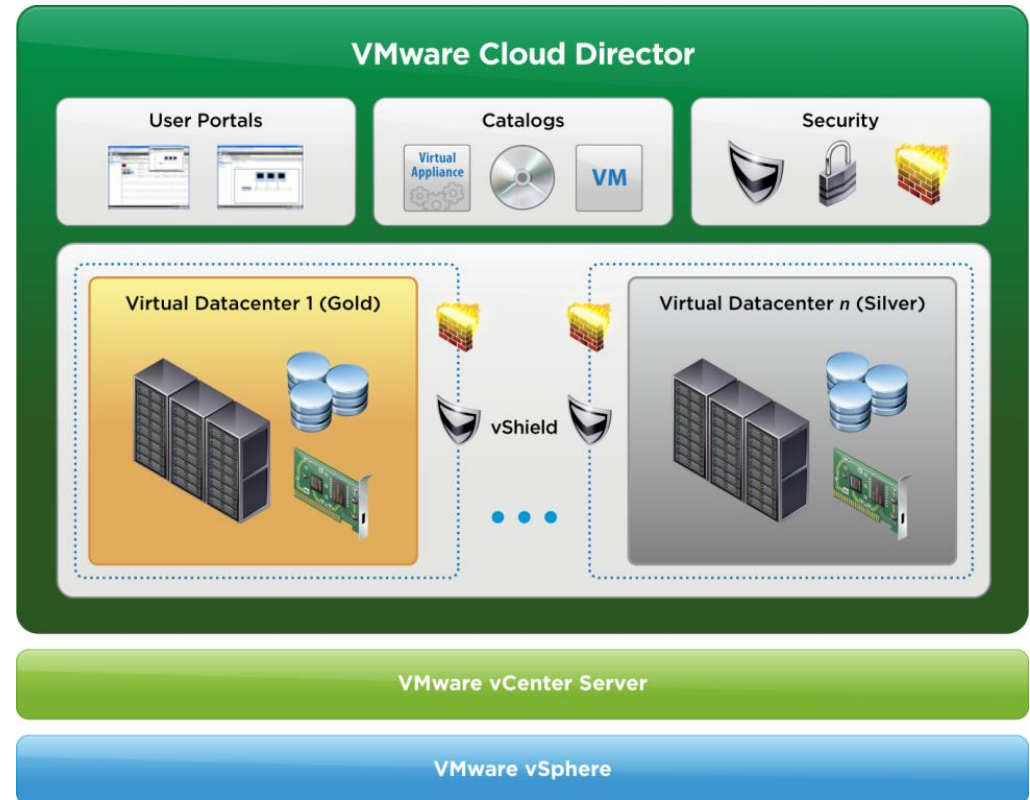 VMware Cloud Director
User Portals
Catalogs
Security
Virtual
Appliance
VM
Virtual Datacenter 1 (Gold)
Virtual Datacenter n (Silver)
vShield
VMware vCenter Server
VMware vSphere